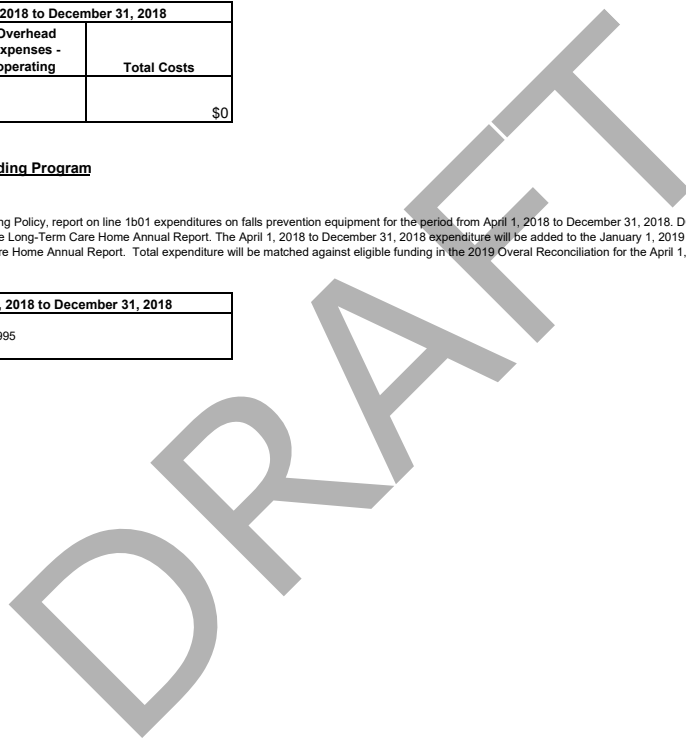 2018 to December 31, 2018
Overhead
xpenses -
operating
Total Costs
$0
ding Program
ng Policy, report on line 1b01 expenditures on falls prevention equipment for the period from April 1, 2018 to December 31, 2018. D
e Long-Term Care Home Annual Report. The April 1, 2018 to December 31, 2018 expenditure will be added to the January 1, 2019
re Home Annual Report. Total expenditure will be matched against eligible funding in the 2019 Overal Reconciliation for the April 1,
, 2018 to December 31, 2018
995
DRAFT